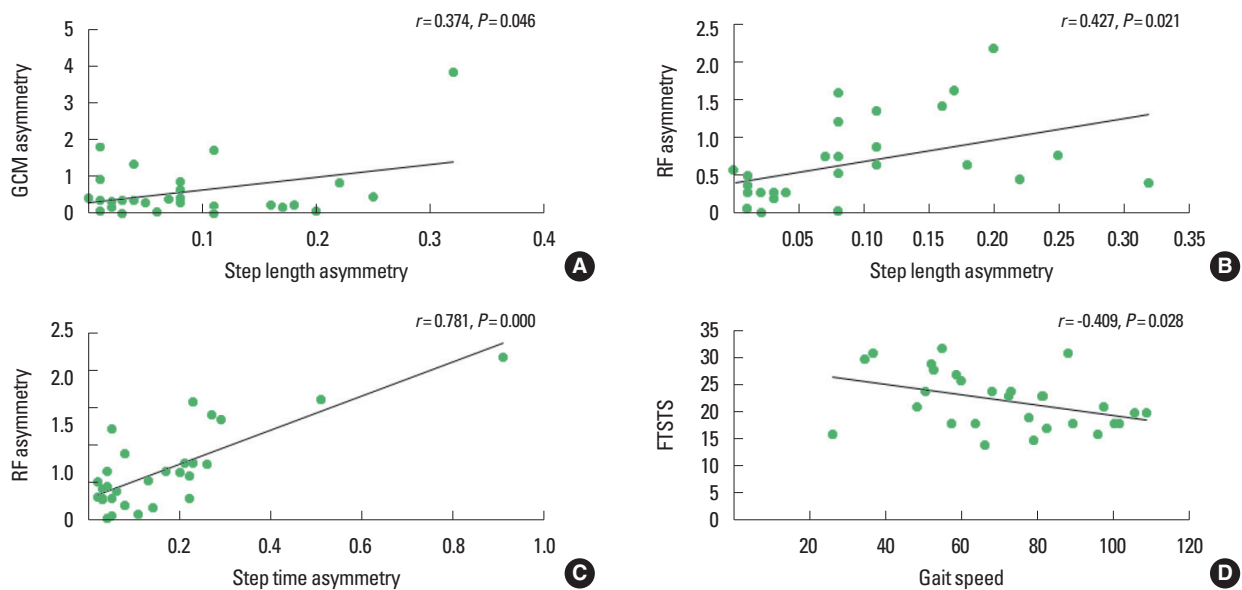 r=0.374, P=0.046
5
4
3
2
1
0
GCM asymmetry
0.1 0.2 0.3 0.4
Step length asymmetry
A
r=0.427, P=0.021
2.5
2.0
1.5
1.0
0.5
0
RF asymmetry
0.05 0.10 0.15 0.20 0.25 0.30 0.35
Step length asymmetry
B
r=0.781, P=0.000
2.5
2.0
1.5
1.0
0
RF asymmetry
0.2 0.4 0.6 0.8 1.0
Step time asymmetry
C
r=-0.409, P=0.028
35
30
25
20
15
10
5
0
FTSTS
20 40 60 80 100 120
Gait speed
D